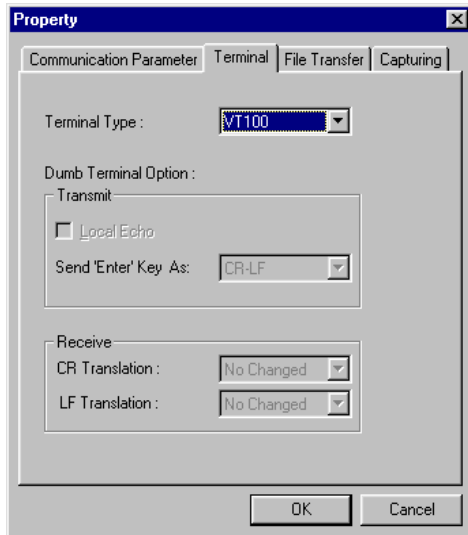 Property
Communication Parameter Terminal File Transfer Capturing
Terminal Type : VT100
Dumb Terminal Option :
Transmit
Local Echo
Send 'Enter' Key As: CR-LF
Receive
CR Translation : No Changed
LF Translation : No Changed
OK Cancel